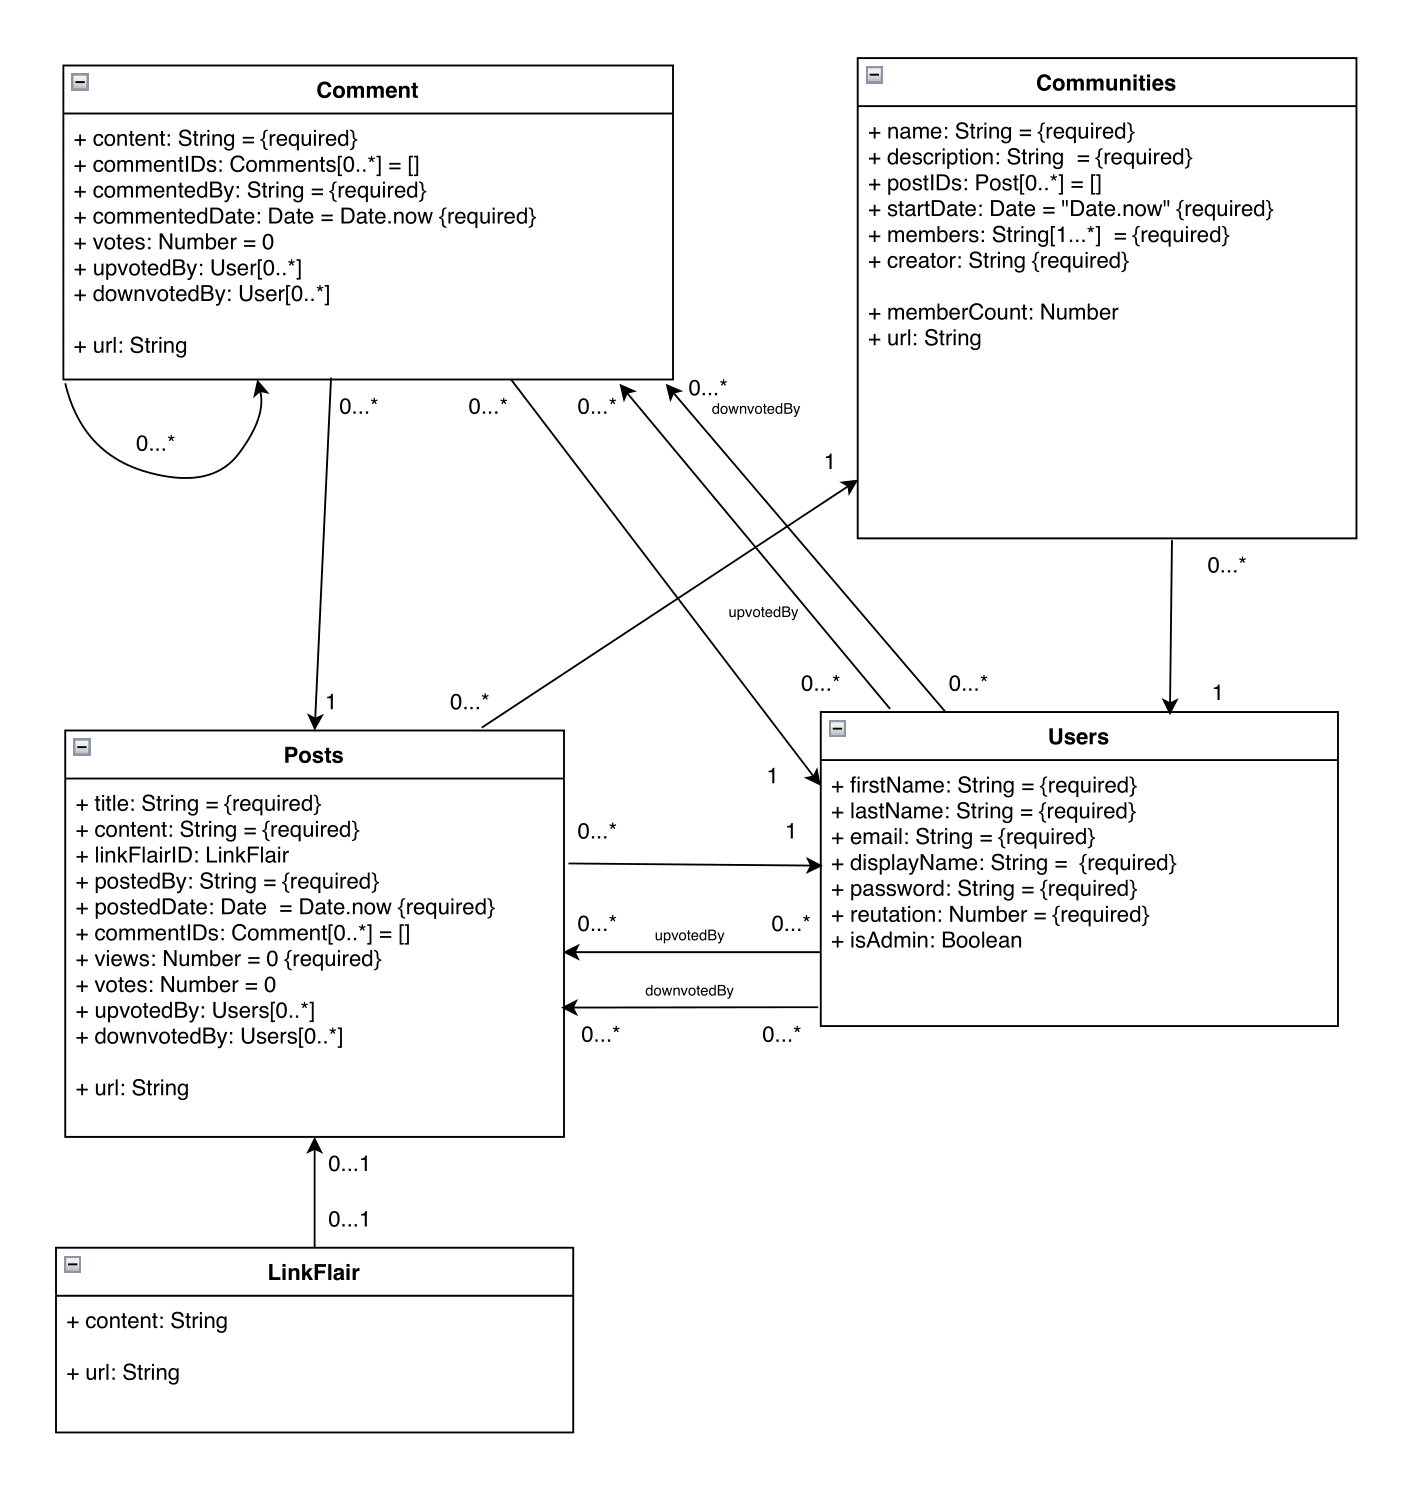 Comment
+ content: String = {required}
+ commentIDs: Comments[0..*] = []
+ commentedBy: String = {required}
+ commentedDate: Date = Date.now {required}
+ votes: Number = 0
+ upvotedBy: User[0..*]
+ downvotedBy: User[0..*]
+ url: String
Communities
+ name: String = {required}
+ description: String  = {required}
+ postIDs: Post[0..*] = []
+ startDate: Date = "Date.now" {required}
+ members: String[1...*]  = {required}
+ creator: String {required}
+ memberCount: Number
+ url: String
0...*
0...*
0...*
0...*
0...*
downvotedBy
1
0...*
upvotedBy
0...*
0...*
0...*
1
1
1
Posts
+ title: String = {required}
+ content: String = {required}
+ linkFlairID: LinkFlair
+ postedBy: String = {required}
+ postedDate: Date  = Date.now {required}
+ commentIDs: Comment[0..*] = []
+ views: Number = 0 {required}
+ votes: Number = 0
+ upvotedBy: Users[0..*]
+ downvotedBy: Users[0..*]
+ url: String
0...*
1
0...*
upvotedBy
0...*
downvotedBy
0...*
0...*
Users
+ firstName: String = {required}
+ lastName: String = {required}
+ email: String = {required}
+ displayName: String =  {required}
+ password: String = {required}
+ reutation: Number = {required}
+ isAdmin: Boolean
0...1
0...1
LinkFlair
+ content: String
+ url: String